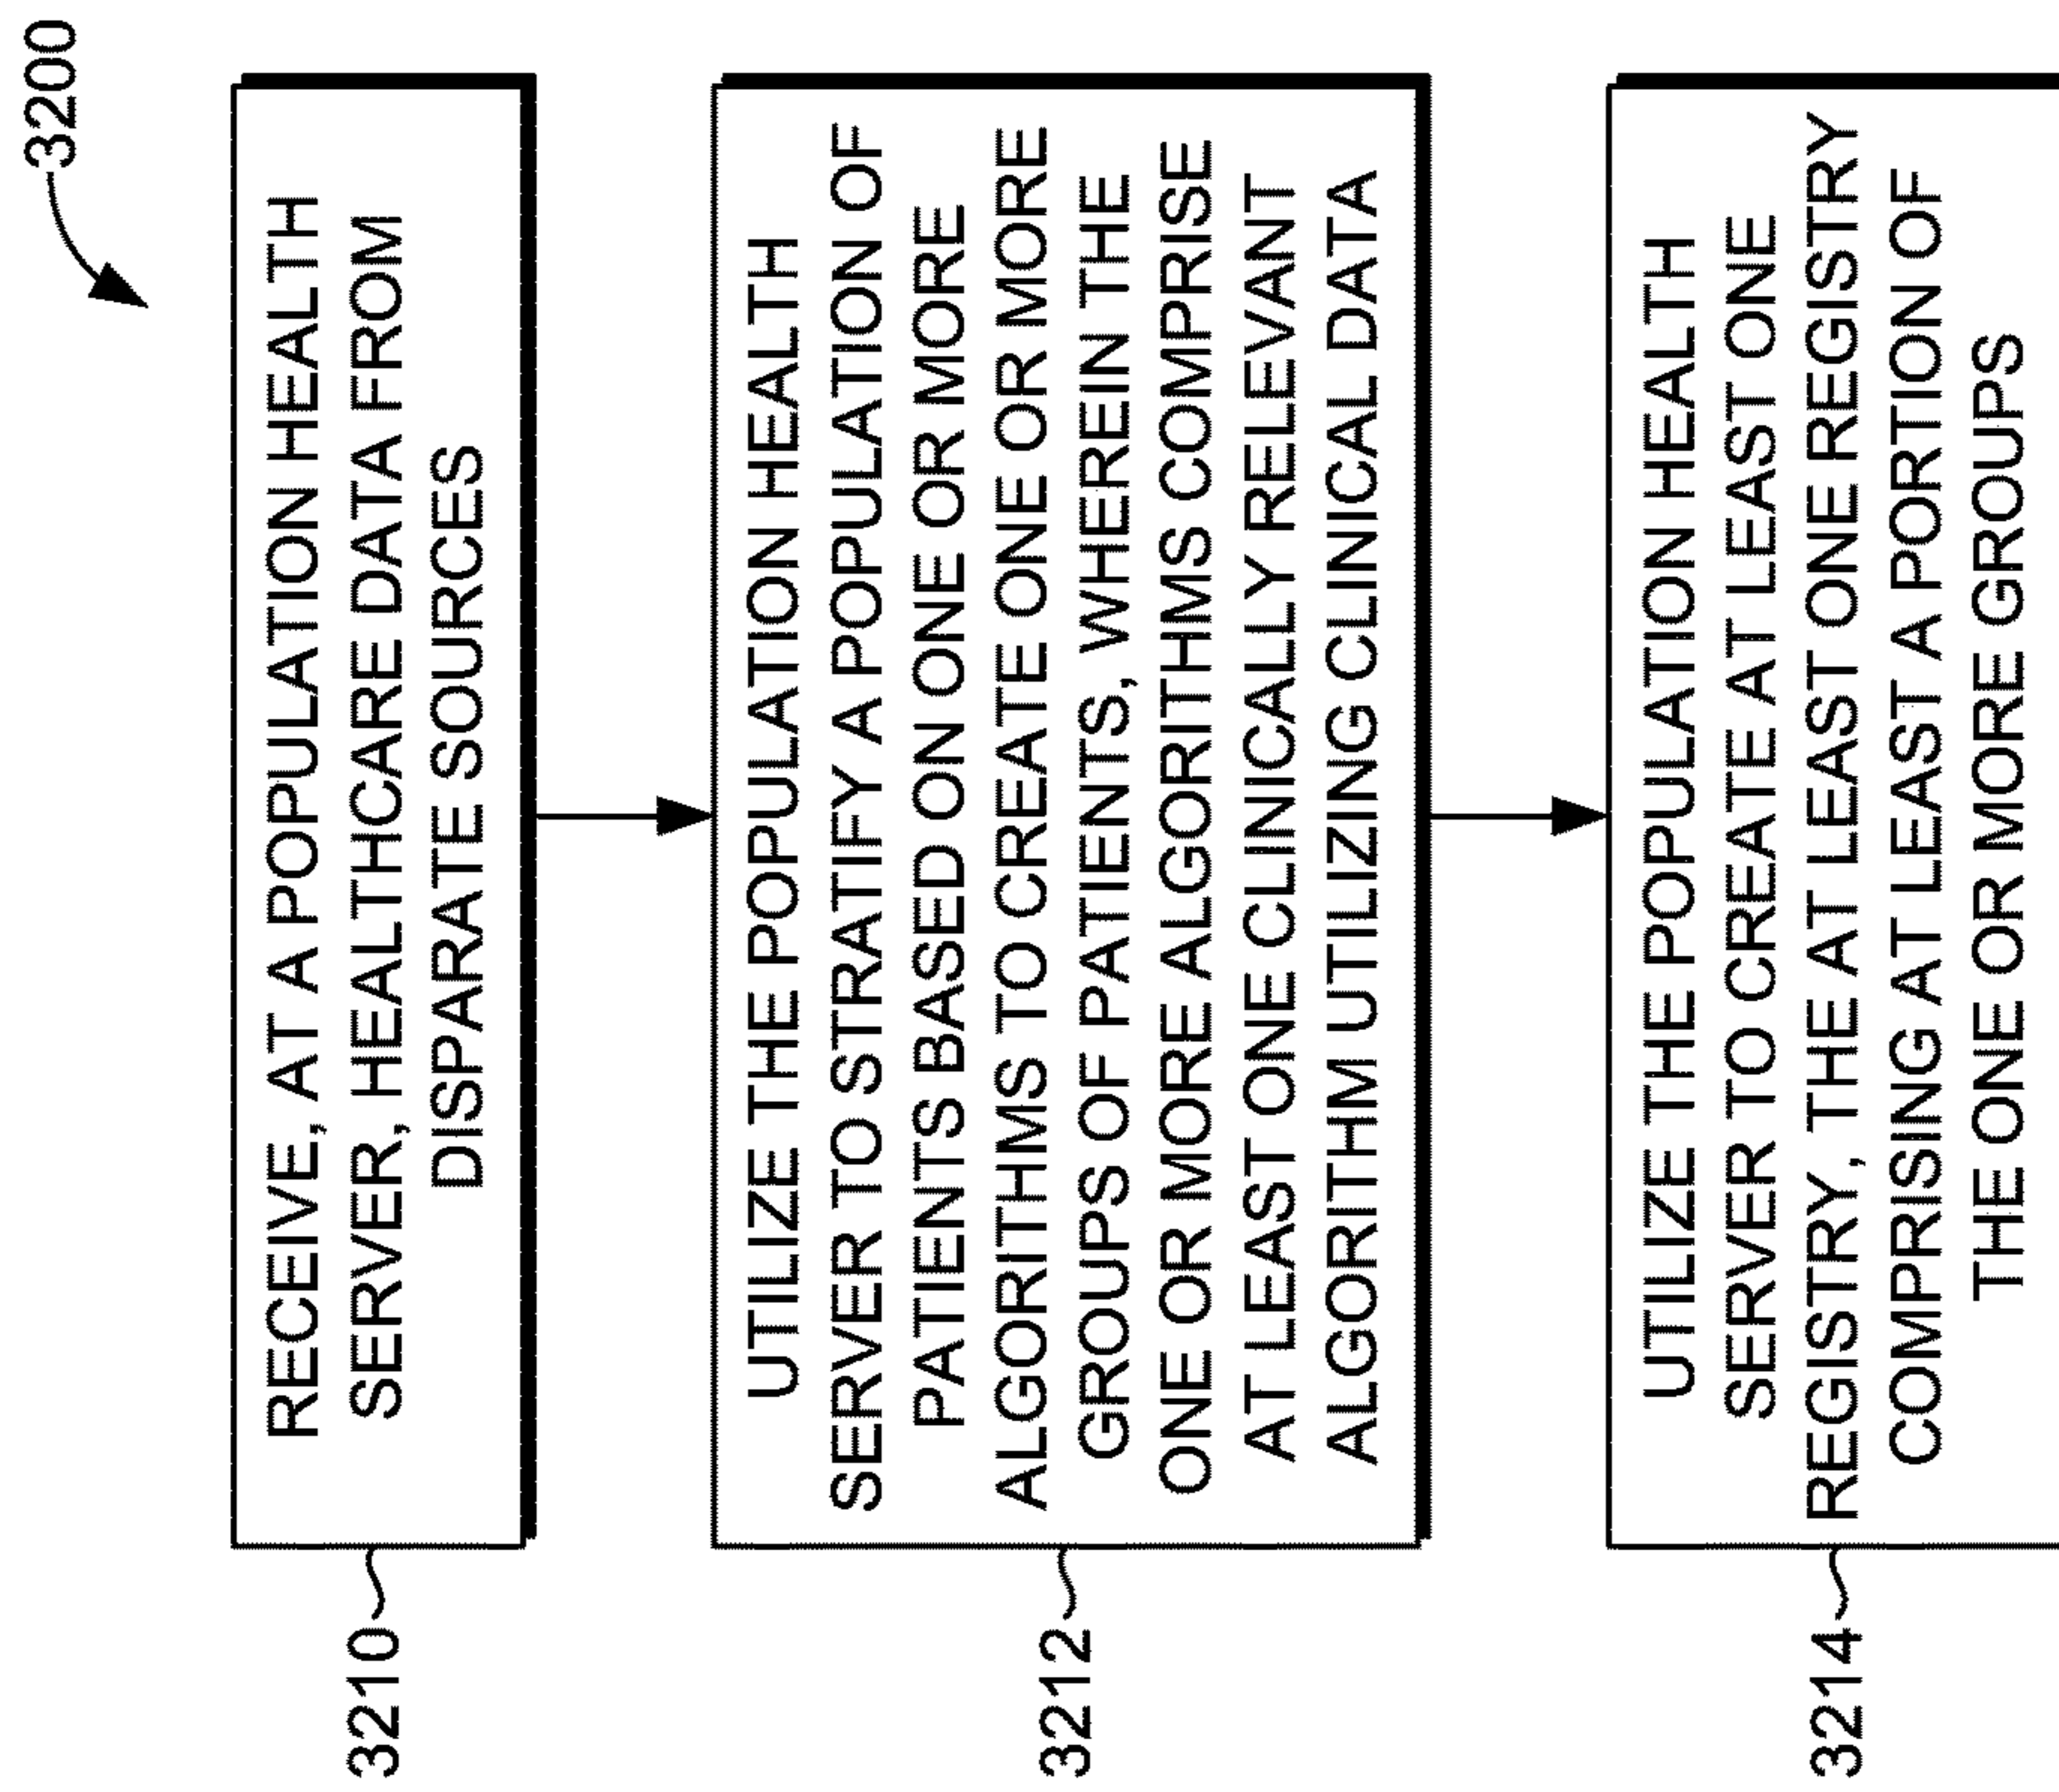 3200
RECEIVE, AT A POPULATION HEALTH
SERVER, HEALTHCARE DATA FROM
DISPARATE SOURCES
3210
UTILIZE THE POPULATION HEALTH
SERVER TO STRATIFY A POPULATION OF
PATIENTS BASED ON ONE OR MORE
ALGORITHMS TO CREATE ONE OR MORE
GROUPS OF PATIENTS, WHEREIN THE
ONE OR MORE ALGORITHMS COMPRISE
AT LEAST ONE CLINICALLY RELEVANT
ALGORITHM UTILIZING CLINICAL DATA
3212
UTILIZE THE POPULATION HEALTH
SERVER TO CREATE AT LEAST ONE
REGISTRY, THE AT LEAST ONE REGISTRY
COMPRISING AT LEAST A PORTION OF
THE ONE OR MORE GROUPS
3214